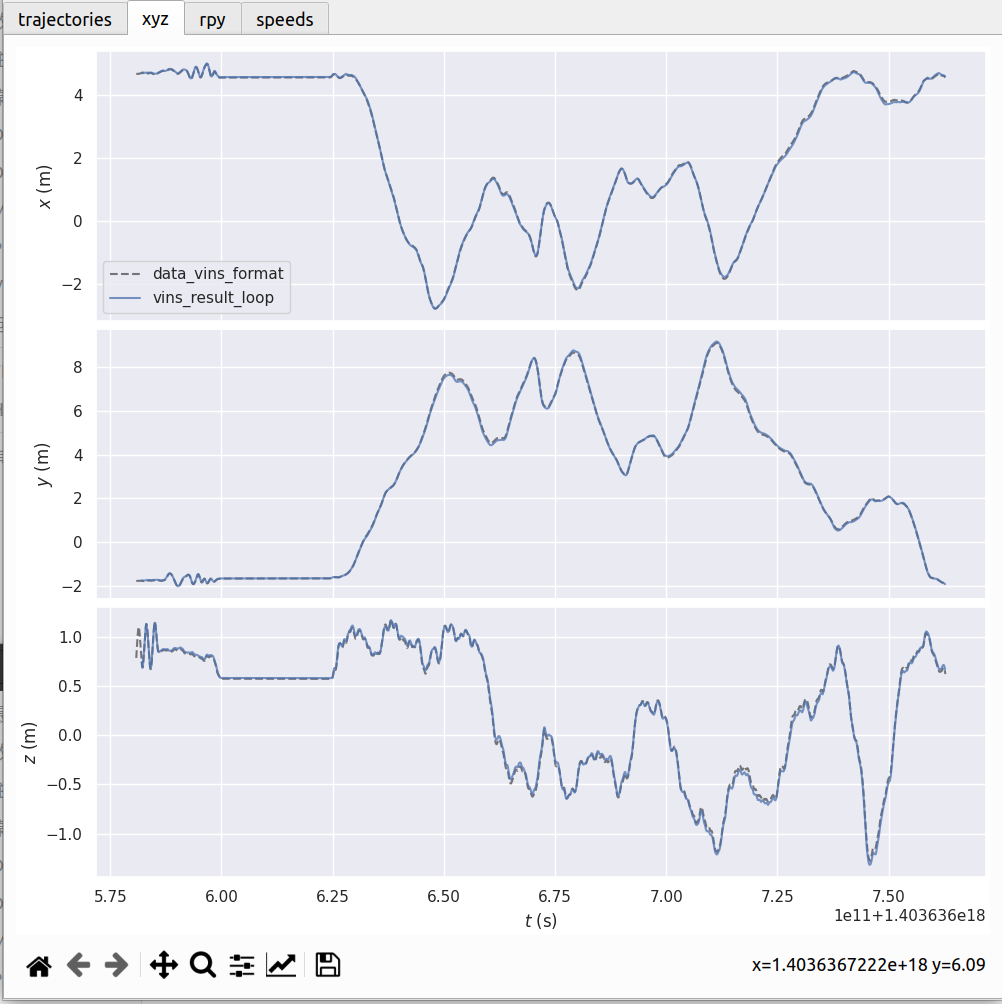 trajectories xyz rpy speeds
4
2
0
−2
x (m)
data_vins_format
vins_result_loop
8
6
4
2
0
−2
y (m)
1.0
0.5
0.0
−0.5
−1.0
z (m)
5.75 6.00 6.25 6.50 6.75 7.00 7.25 7.50
t (s)
1e11+1.403636e18
x=1.4036367222e+18 y=6.09